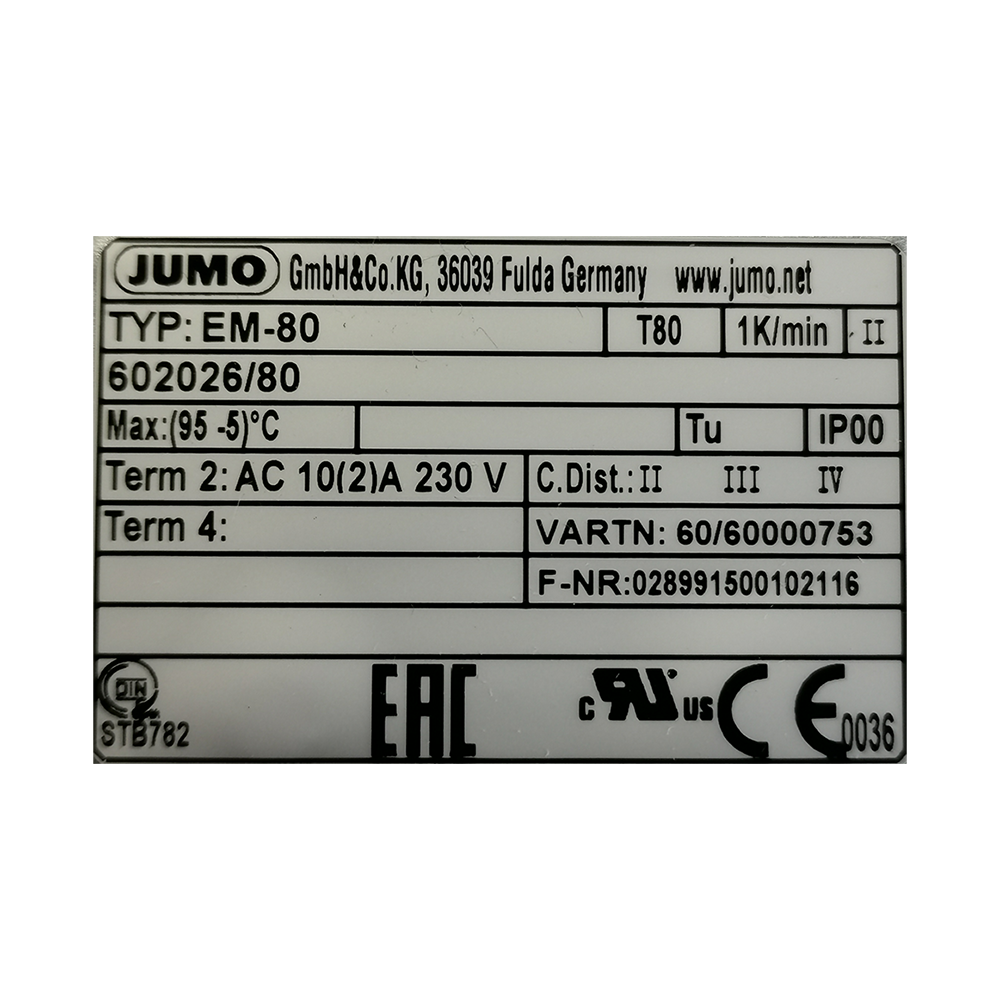 JUMO GmbH&Co.KG, 36039 Fulda Germany www.jumo.net
TYP: EM-80 T80 1K/min II
602026/80
Max:(95 -5)°C Tu IP00
Term 2: AC 10(2)A 230 V C.Dist.: II III IV
Term 4: VARTN: 60/60000753
F-NR:028991500102116
DIN
STB782
EAC
c RU US
CE 0036